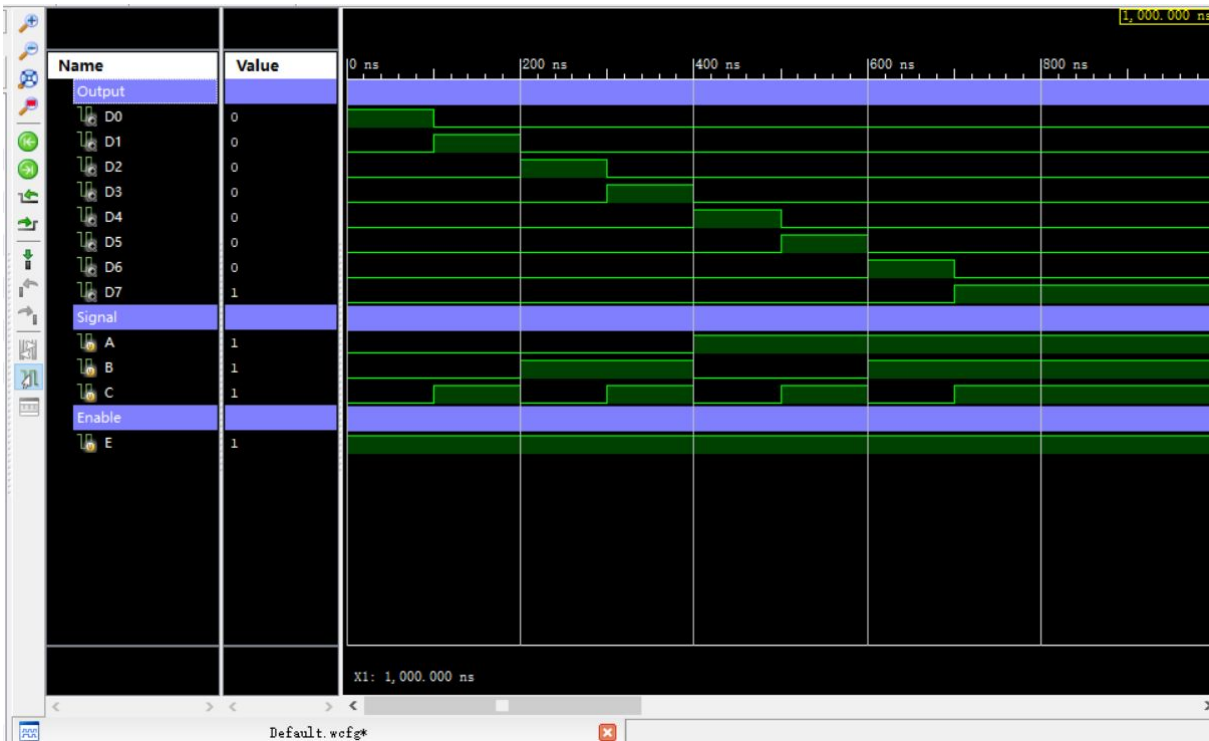 1,000.000 ns
Name Value 0 ns 200 ns 400 ns 600 ns 800 ns
Output
D0 0
D1 0
D2 0
D3 0
D4 0
D5 0
D6 0
D7 1
Signal
A 1
B 1
C 1
Enable
E 1
X1: 1,000.000 ns
Default.wcfg*